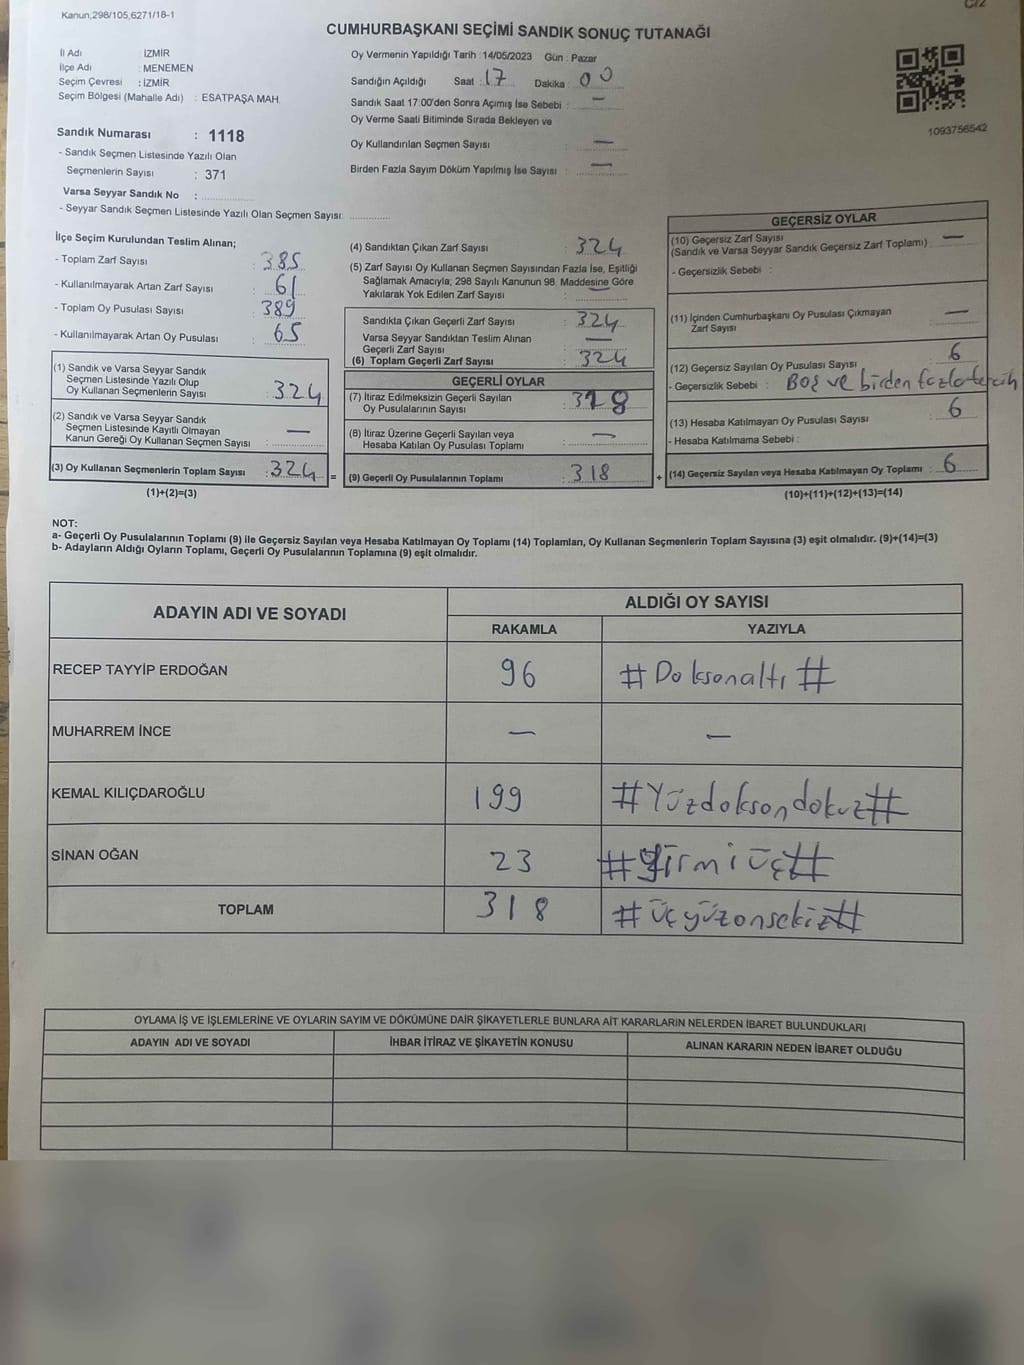 Kanun,298/105,6271/18-1
C/2
CUMHURBAŞKANI SEÇİMİ SANDIK SONUÇ TUTANAĞI
İl Adı : İZMİR
İlçe Adı : MENEMEN
Seçim Çevresi : İZMİR
Seçim Bölgesi (Mahalle Adı) : ESATPAŞA MAH.
Sandık Numarası : 1118
- Sandık Seçmen Listesinde Yazılı Olan
Seçmenlerin Sayısı : 371
Varsa Seyyar Sandık No :
- Seyyar Sandık Seçmen Listesinde Yazılı Olan Seçmen Sayısı:
Oy Vermenin Yapıldığı Tarih : 14/05/2023 Gün : Pazar
Sandığın Açıldığı Saat : 17 Dakika : 00
Sandık Saat 17:00'den Sonra Açımış İse Sebebi : —
Oy Verme Saati Bitiminde Sırada Bekleyen ve
Oy Kullandırılan Seçmen Sayısı : —
Birden Fazla Sayım Döküm Yapılmış İse Sayısı : —
1093756542
İlçe Seçim Kurulundan Teslim Alınan;
- Toplam Zarf Sayısı : 385
- Kullanılmayarak Artan Zarf Sayısı : 61
- Toplam Oy Pusulası Sayısı : 389
- Kullanılmayarak Artan Oy Pusulası : 65
(1) Sandık ve Varsa Seyyar Sandık
Seçmen Listesinde Yazılı Olup
Oy Kullanan Seçmenlerin Sayısı : 324
(2) Sandık ve Varsa Seyyar Sandık
Seçmen Listesinde Kayıtlı Olmayan
Kanun Gereği Oy Kullanan Seçmen Sayısı : —
(3) Oy Kullanan Seçmenlerin Toplam Sayısı : 324 =
(1)+(2)=(3)
(4) Sandıktan Çıkan Zarf Sayısı : 324
(5) Zarf Sayısı Oy Kullanan Seçmen Sayısından Fazla İse, Eşitliği
Sağlamak Amacıyla, 298 Sayılı Kanunun 98. Maddesine Göre
Yakılarak Yok Edilen Zarf Sayısı : —
Sandıkta Çıkan Geçerli Zarf Sayısı : 324
Varsa Seyyar Sandıktan Teslim Alınan
Geçerli Zarf Sayısı : —
(6) Toplam Geçerli Zarf Sayısı : 324
GEÇERLİ OYLAR
(7) İtiraz Edilmeksizin Geçerli Sayılan
Oy Pusulalarının Sayısı : 318
(8) İtiraz Üzerine Geçerli Sayılan veya
Hesaba Katılan Oy Pusulası Toplamı : —
(9) Geçerli Oy Pusulalarının Toplamı : 318 +
GEÇERSİZ OYLAR
(10) Geçersiz Zarf Sayısı : —
(Sandık ve Varsa Seyyar Sandık Geçersiz Zarf Toplamı)
- Geçersizlik Sebebi :
(11) İçinden Cumhurbaşkanı Oy Pusulası Çıkmayan
Zarf Sayısı : —
(12) Geçersiz Sayılan Oy Pusulası Sayısı : 6
- Geçersizlik Sebebi : Boş ve birden fazla tercih
(13) Hesaba Katılmayan Oy Pusulası Sayısı : 6
- Hesaba Katılmama Sebebi :
(14) Geçersiz Sayılan veya Hesaba Katılmayan Oy Toplamı : 6
(10)+(11)+(12)+(13)=(14)
NOT:
a- Geçerli Oy Pusulalarının Toplamı (9) ile Geçersiz Sayılan veya Hesaba Katılmayan Oy Toplamı (14) Toplamları, Oy Kullanan Seçmenlerin Toplam Sayısına (3) eşit olmalıdır. (9)+(14)=(3)
b- Adayların Aldığı Oyların Toplamı, Geçerli Oy Pusulalarının Toplamına (9) eşit olmalıdır.
ADAYIN ADI VE SOYADI ALDIĞI OY SAYISI
RAKAMLA YAZIYLA
RECEP TAYYİP ERDOĞAN 96 #Doksanaltı#
MUHARREM İNCE — —
KEMAL KILIÇDAROĞLU 199 #Yüzdoksandokuz#
SİNAN OĞAN 23 #Yirmiüç#
TOPLAM 318 #üçyüzonsekiz#
OYLAMA İŞ VE İŞLEMLERİNE VE OYLARIN SAYIM VE DÖKÜMÜNE DAİR ŞİKAYETLERLE BUNLARA AİT KARARLARIN NELERDEN İBARET BULUNDUKLARI
ADAYIN ADI VE SOYADI İHBAR İTİRAZ VE ŞİKAYETİN KONUSU ALINAN KARARIN NEDEN İBARET OLDUĞU